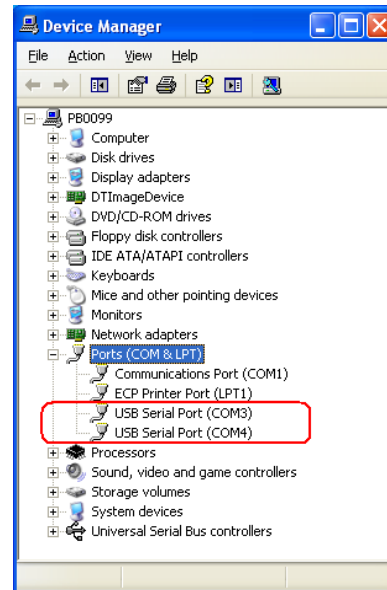 Device Manager
File Action View Help
PB0099
Computer
Disk drives
Display adapters
DTImageDevice
DVD/CD-ROM drives
Floppy disk controllers
IDE ATA/ATAPI controllers
Keyboards
Mice and other pointing devices
Monitors
Network adapters
Ports (COM & LPT)
Communications Port (COM1)
ECP Printer Port (LPT1)
USB Serial Port (COM3)
USB Serial Port (COM4)
Processors
Sound, video and game controllers
Storage volumes
System devices
Universal Serial Bus controllers